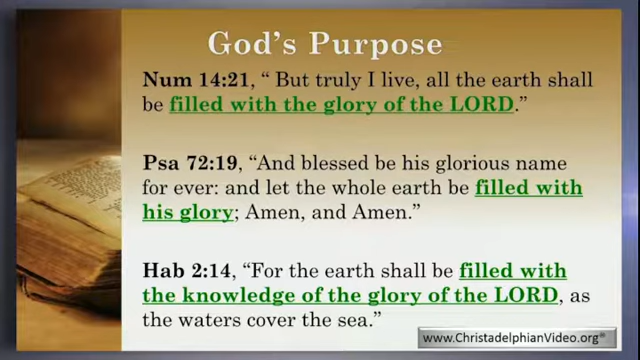 God's Purpose
Num 14:21, “ But truly I live, all the earth shall
be filled with the glory of the LORD.”
Psa 72:19, “And blessed be his glorious name
for ever: and let the whole earth be filled with
his glory; Amen, and Amen.”
Hab 2:14, “For the earth shall be filled with
the knowledge of the glory of the LORD, as
the waters cover the sea.”
www.ChristadelphianVideo.org®